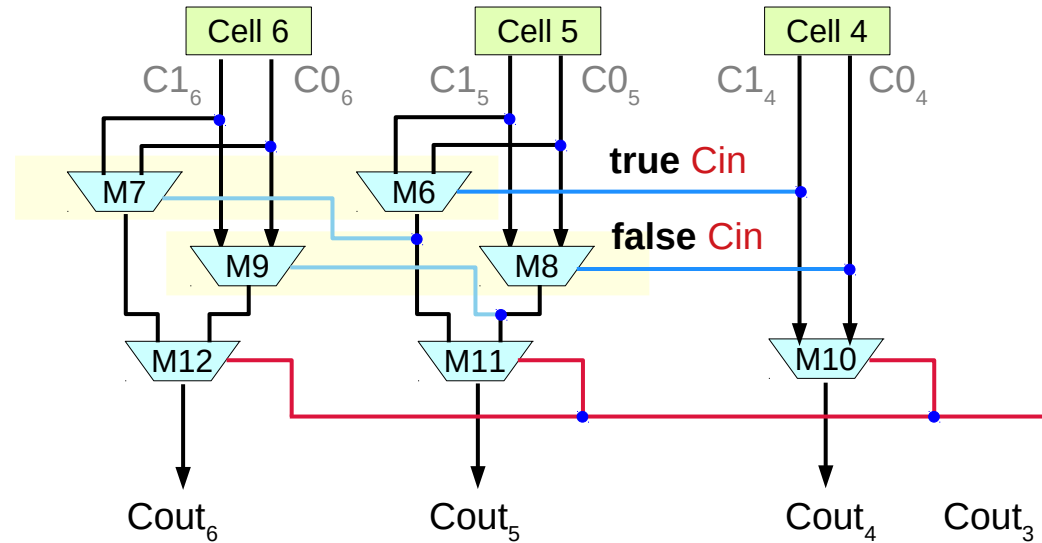 Cell 6
Cell 5
Cell 4
C1₆
C0₆
C1₅
C0₅
C1₄
C0₄
M7
M6
true Cin
M9
M8
false Cin
M12
M11
M10
Cout₆
Cout₅
Cout₄
Cout₃